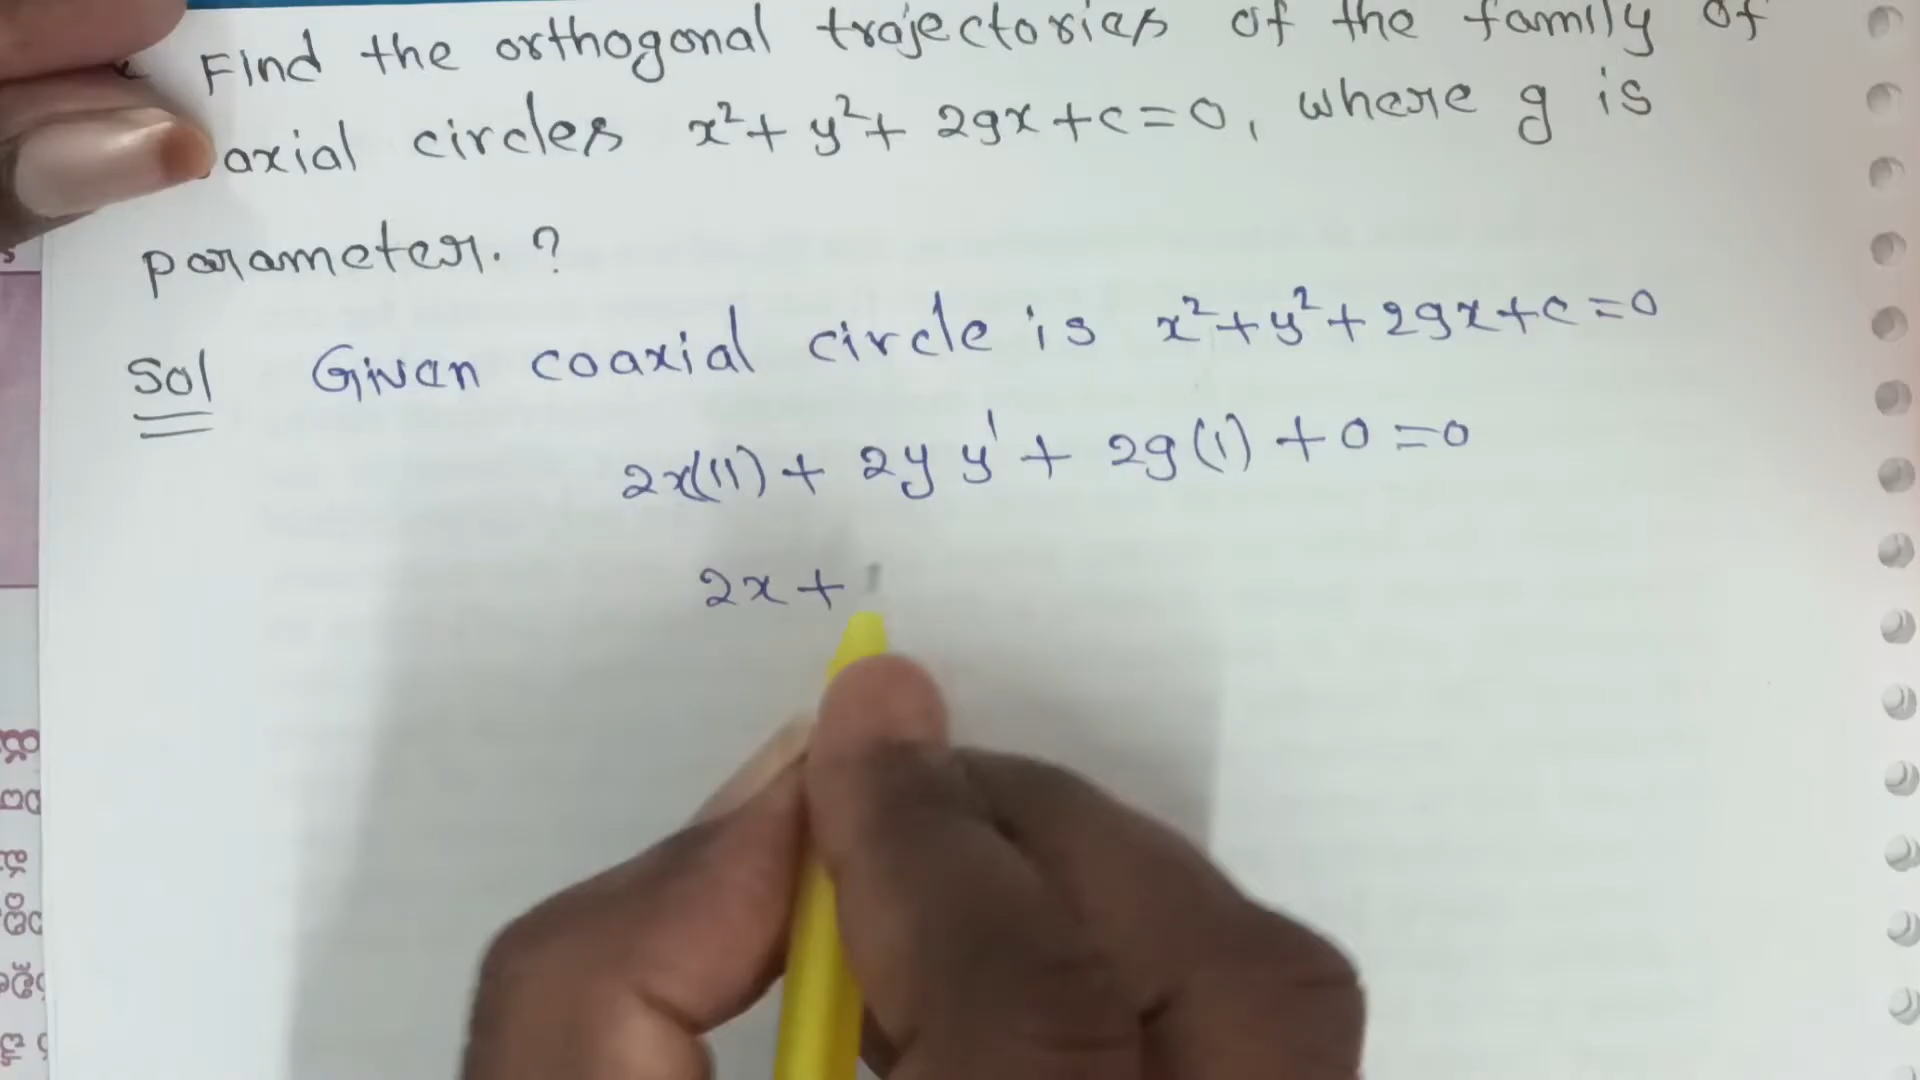 Find the orthogonal trajectories of the family of
axial circles x²+ y²+ 2gx+c=0, where g is
parameter. ?
Sol Given coaxial circle is x²+y²+2gx+c=0
2x(1)+ 2y y' + 2g(1) +0=0
2x+